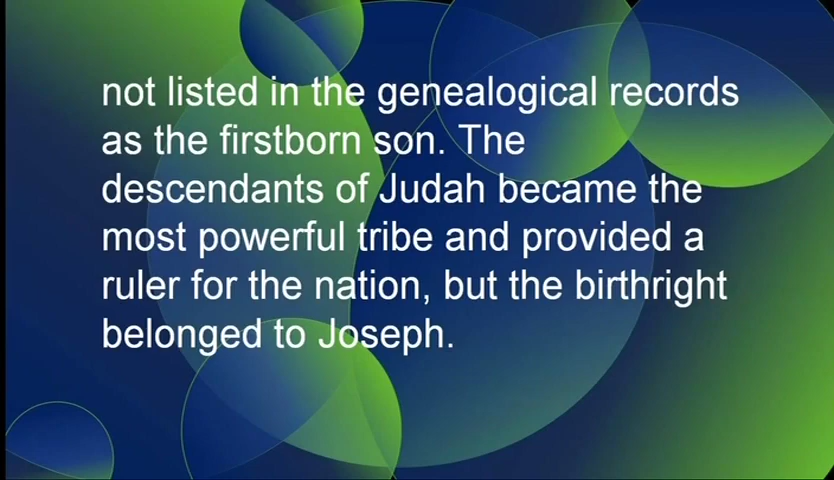 not listed in the genealogical records
as the firstborn son. The
descendants of Judah became the
most powerful tribe and provided a
ruler for the nation, but the birthright
belonged to Joseph.